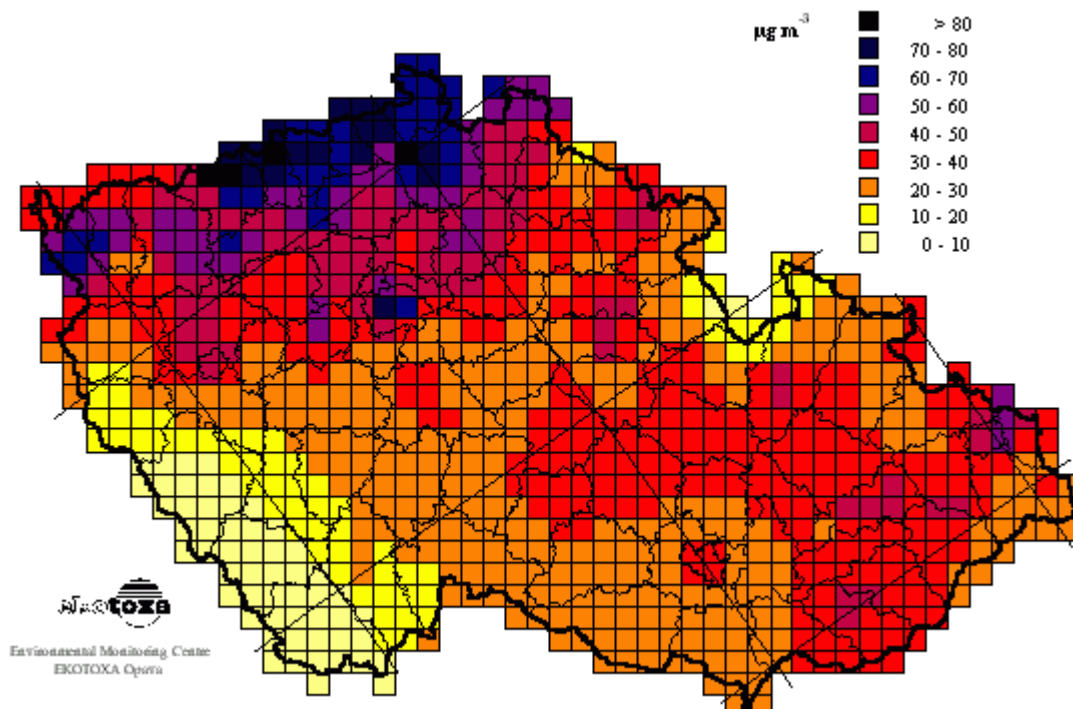 µg m⁻³
> 80
70 - 80
60 - 70
50 - 60
40 - 50
30 - 40
20 - 30
10 - 20
0 - 10
toxa
Environmental Monitoring Centre
EKOTOXA Opava